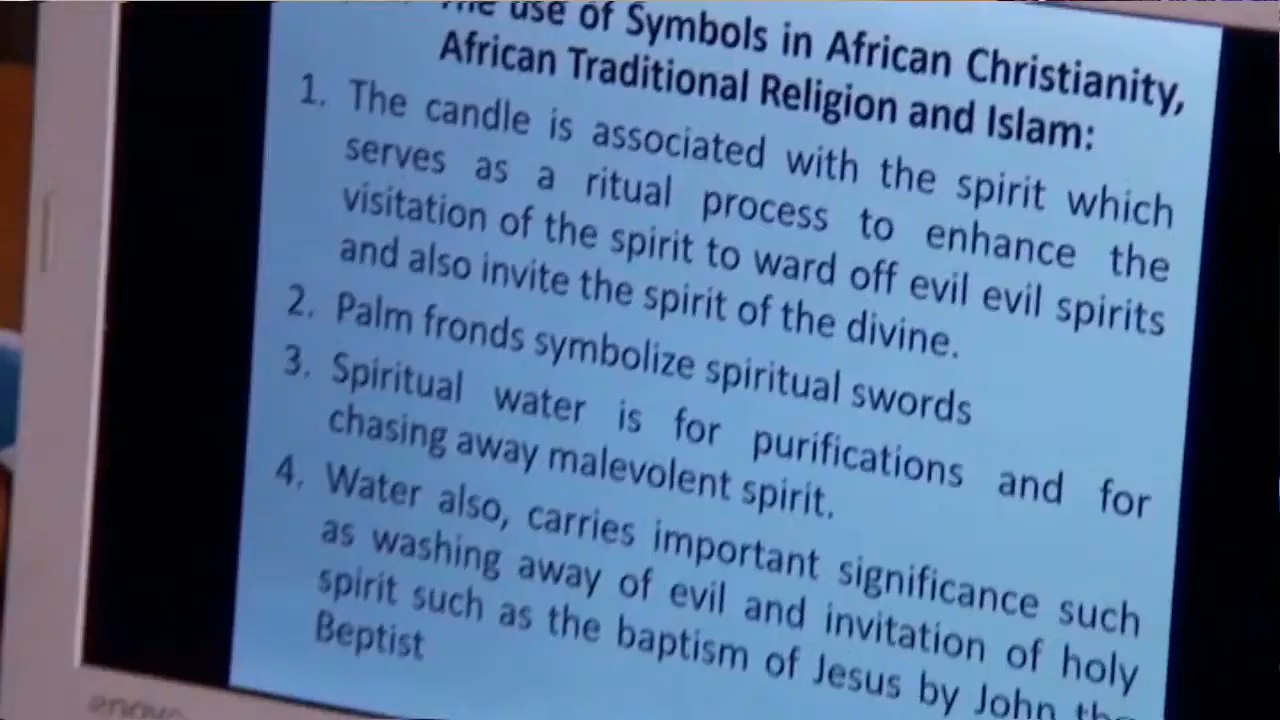 The use of Symbols in African Christianity,
African Traditional Religion and Islam:
1. The candle is associated with the spirit which
serves as a ritual process to enhance the
visitation of the spirit to ward off evil evil spirits
and also invite the spirit of the divine.
2. Palm fronds symbolize spiritual swords
3. Spiritual water is for purifications and for
chasing away malevolent spirit.
4. Water also, carries important significance such
as washing away of evil and invitation of holy
spirit such as the baptism of Jesus by John the
Beptist
enovo